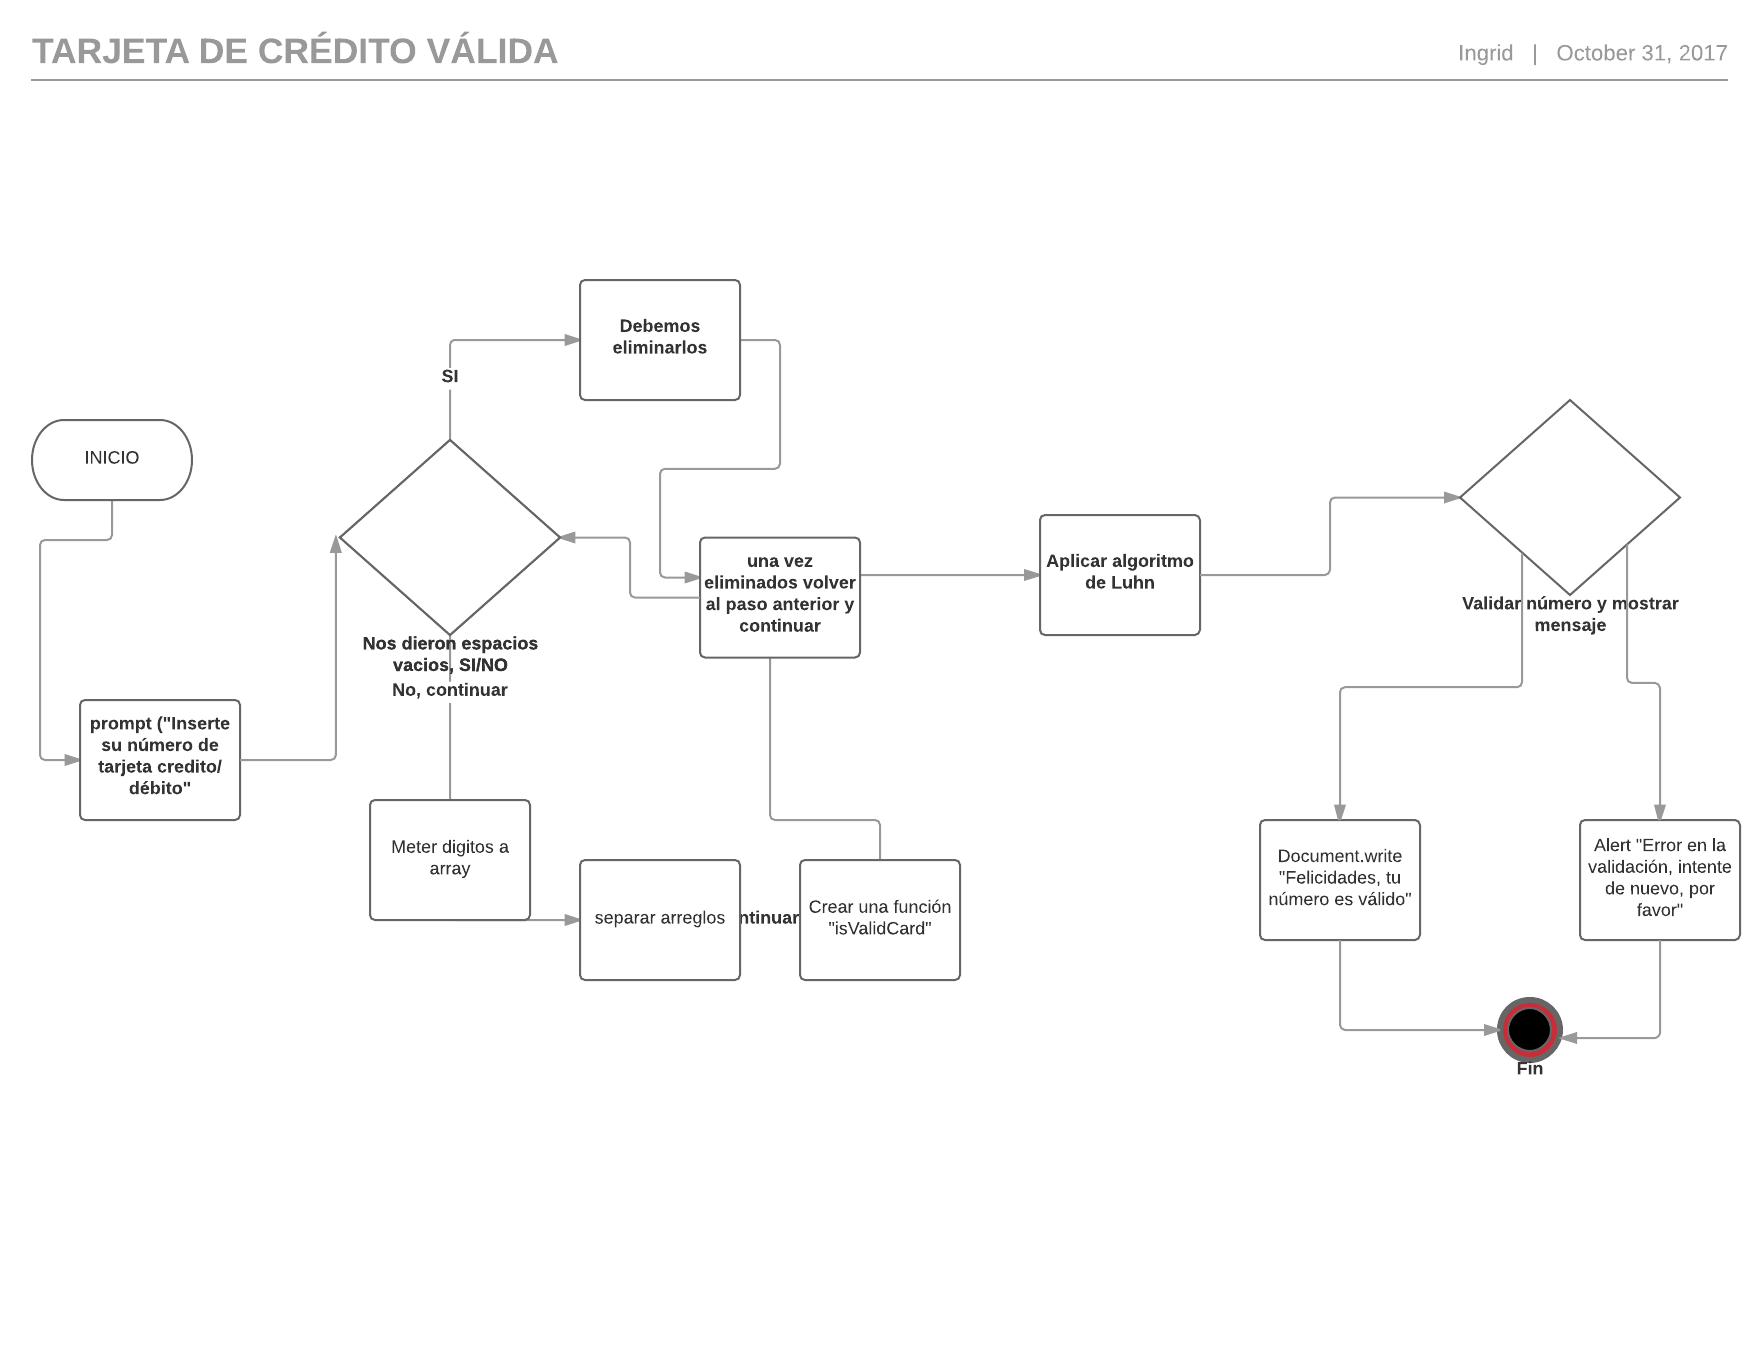 TARJETA DE CRÉDITO VÁLIDA
Ingrid | October 31, 2017
Debemos
eliminarlos
SI
INICIO
una vez
eliminados volver
al paso anterior y
continuar
Aplicar algoritmo
de Luhn
Validar número y mostrar
mensaje
Nos dieron espacios
vacios, SI/NO
No, continuar
prompt ("Inserte
su número de
tarjeta credito/
débito"
Meter digitos a
array
separar arreglos
ntinuar
Crear una función
"isValidCard"
Document.write
"Felicidades, tu
número es válido"
Alert "Error en la
validación, intente
de nuevo, por
favor"
Fin